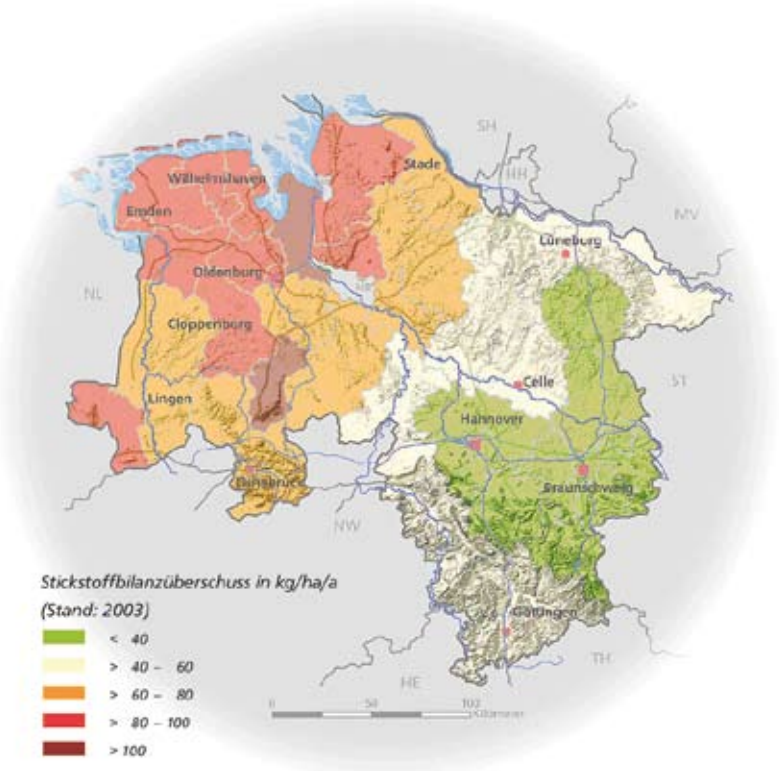 SH
Stade
HH
Wilhelmshaven
MV
Emden
Lüneburg
Oldenburg
NL
HB
Cloppenburg
ST
Celle
Lingen
Hannover
Osnabrück
Braunschweig
NW
Stickstoffbilanzüberschuss in kg/ha/a
(Stand: 2003)
Göttingen
< 40
TH
> 40 – 60
HE
> 60 – 80
0 50 100
> 80 – 100
Kilometer
> 100